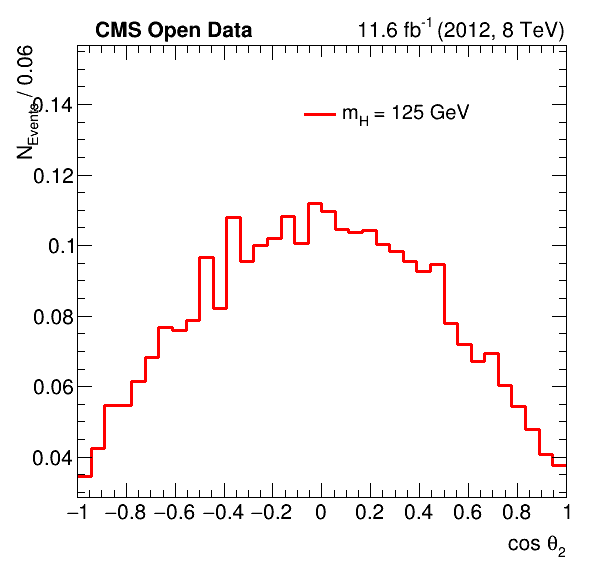 CMS Open Data
11.6 fb-1 (2012, 8 TeV)
NEvents / 0.06
mH = 125 GeV
0.14
0.12
0.1
0.08
0.06
0.04
−1 −0.8 −0.6 −0.4 −0.2 0 0.2 0.4 0.6 0.8 1
cos θ2